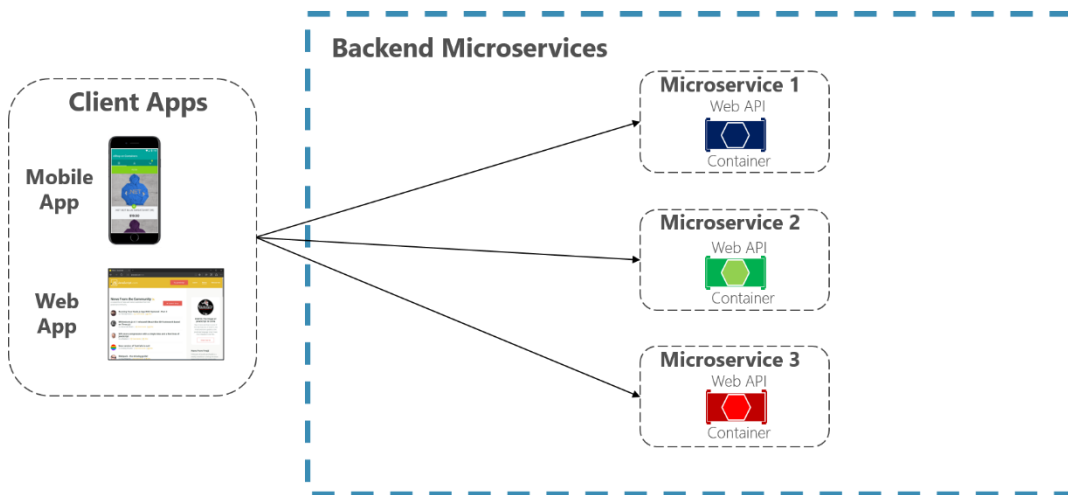 Backend Microservices
Client Apps
Mobile
App
Web
App
Microservice 1
Web API
Container
Microservice 2
Web API
Container
Microservice 3
Web API
Container